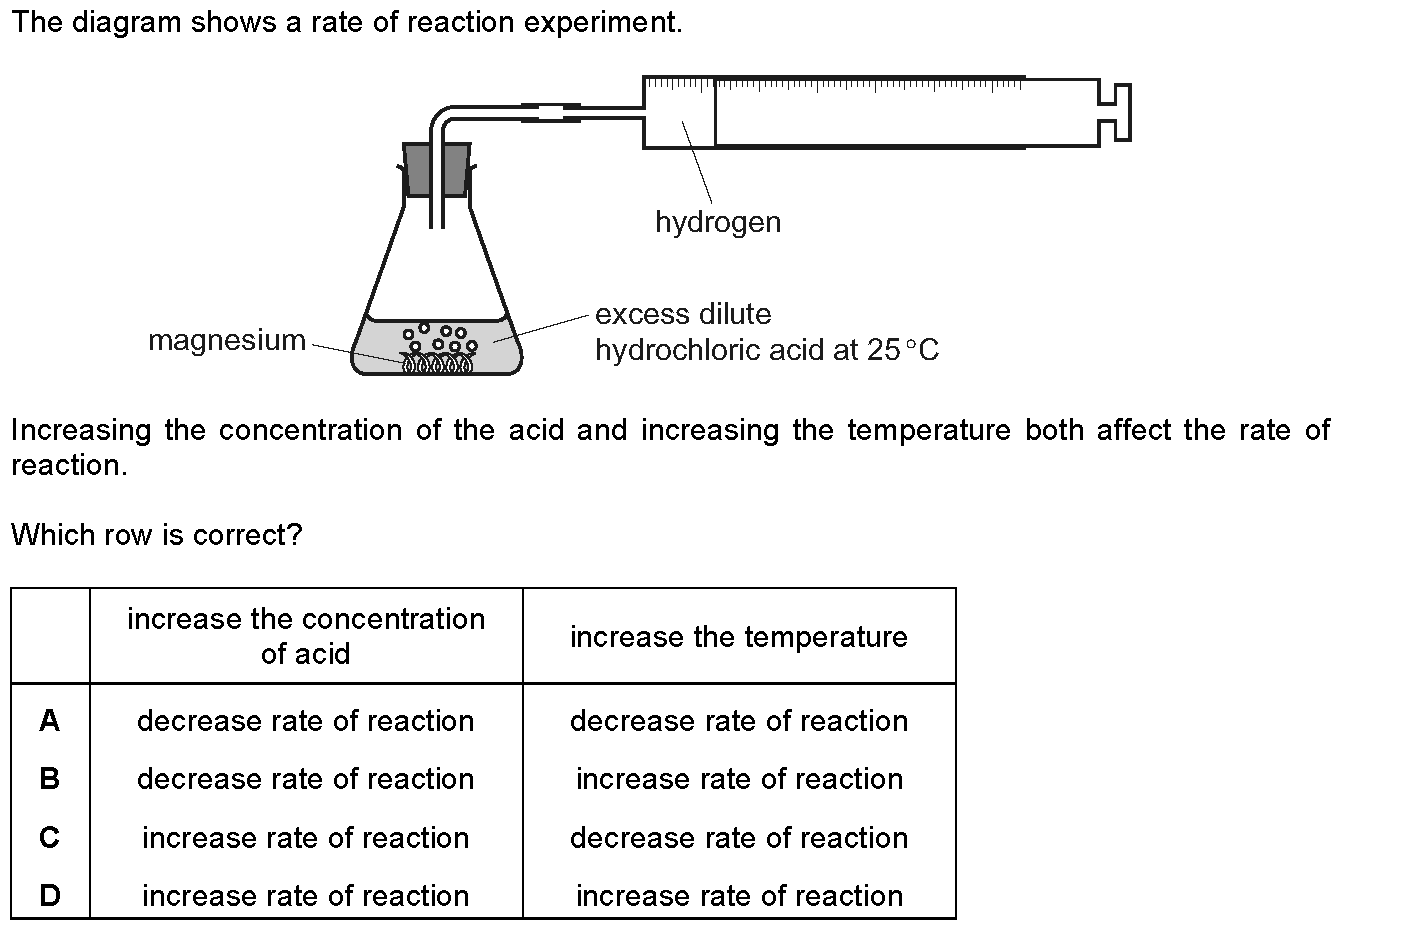 The diagram shows a rate of reaction experiment.
hydrogen
excess dilute
hydrochloric acid at 25 °C
magnesium
Increasing the concentration of the acid and increasing the temperature both affect the rate of
reaction.
Which row is correct?
increase the concentration
of acid
increase the temperature
A decrease rate of reaction decrease rate of reaction
B decrease rate of reaction increase rate of reaction
C increase rate of reaction decrease rate of reaction
D increase rate of reaction increase rate of reaction